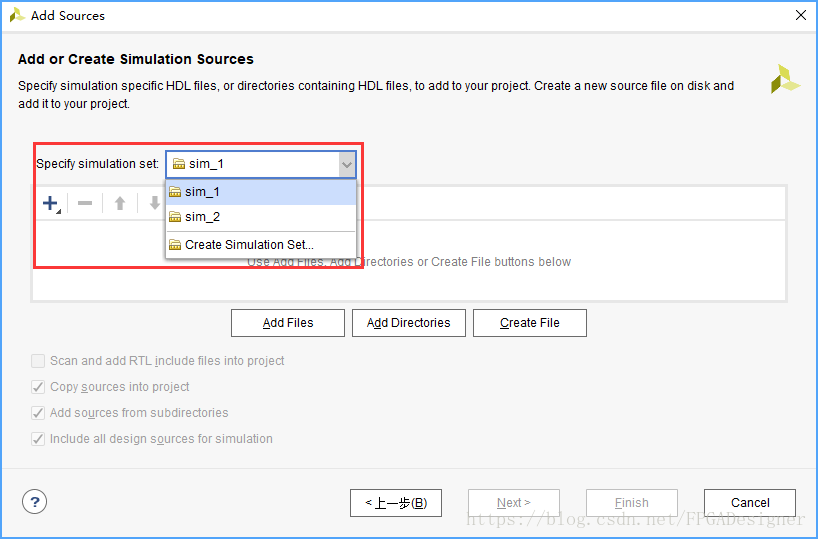 Add Sources
Add or Create Simulation Sources
Specify simulation specific HDL files, or directories containing HDL files, to add to your project. Create a new source file on disk and
add it to your project.
Specify simulation set: sim_1
sim_1
sim_2
Create Simulation Set...
Use Add Files, Add Directories or Create File buttons below
Add Files Add Directories Create File
Scan and add RTL include files into project
Copy sources into project
Add sources from subdirectories
Include all design sources for simulation
? < 上一步(B) Next > Finish Cancel
https://blog.csdn.net/FPGADesigner